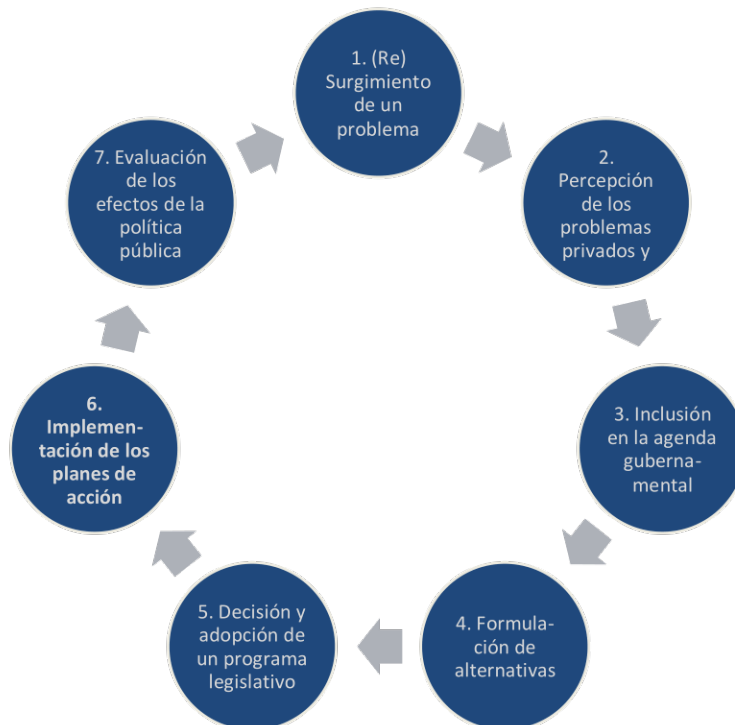 1. (Re)
Surgimiento
de un
problema
2.
Percepción
de los
problemas
privados y
3. Inclusión
en la agenda
guberna-
mental
4. Formula-
ción de
alternativas
5. Decisión y
adopción de
un programa
legislativo
6.
Implemen-
tación de los
planes de
acción
7. Evaluación
de los
efectos de la
política
pública